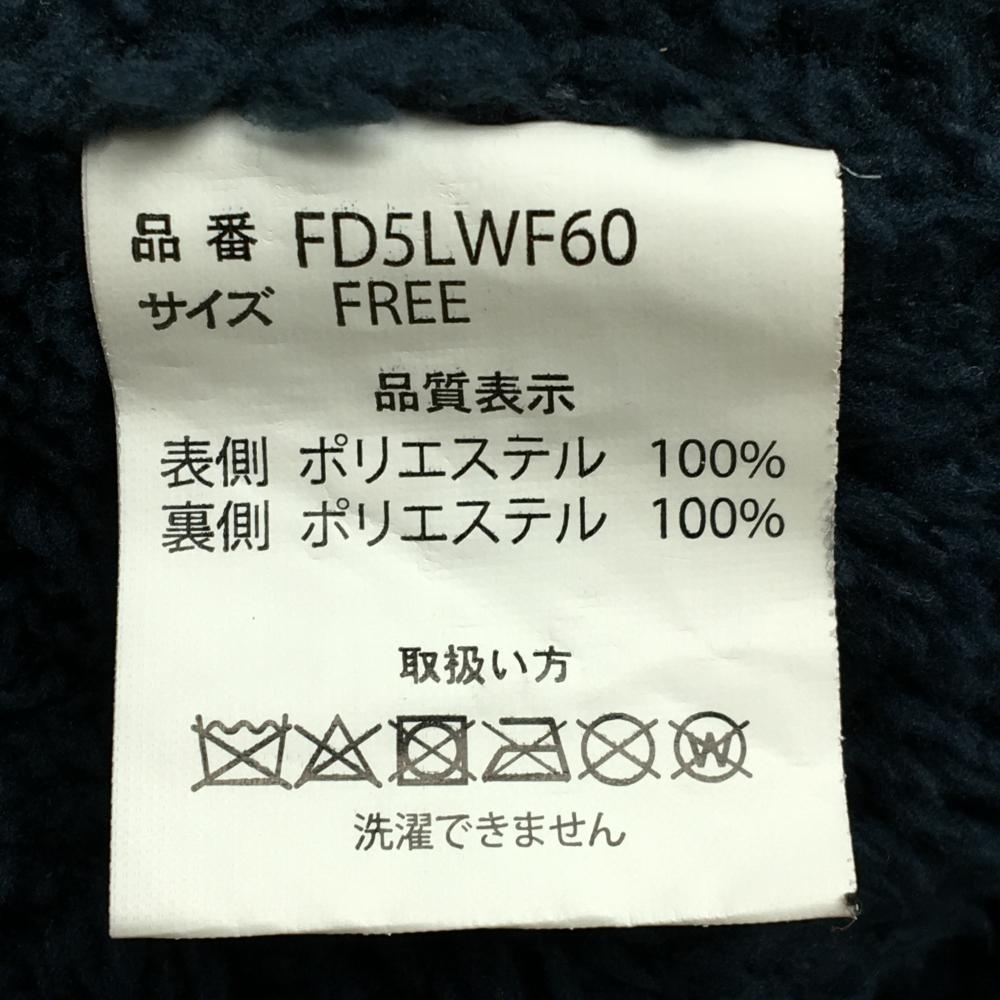 品番 FD5LWF60
サイズ FREE
品質表示
表側 ポリエステル 100%
裏側 ポリエステル 100%
取扱い方
W
洗濯できません